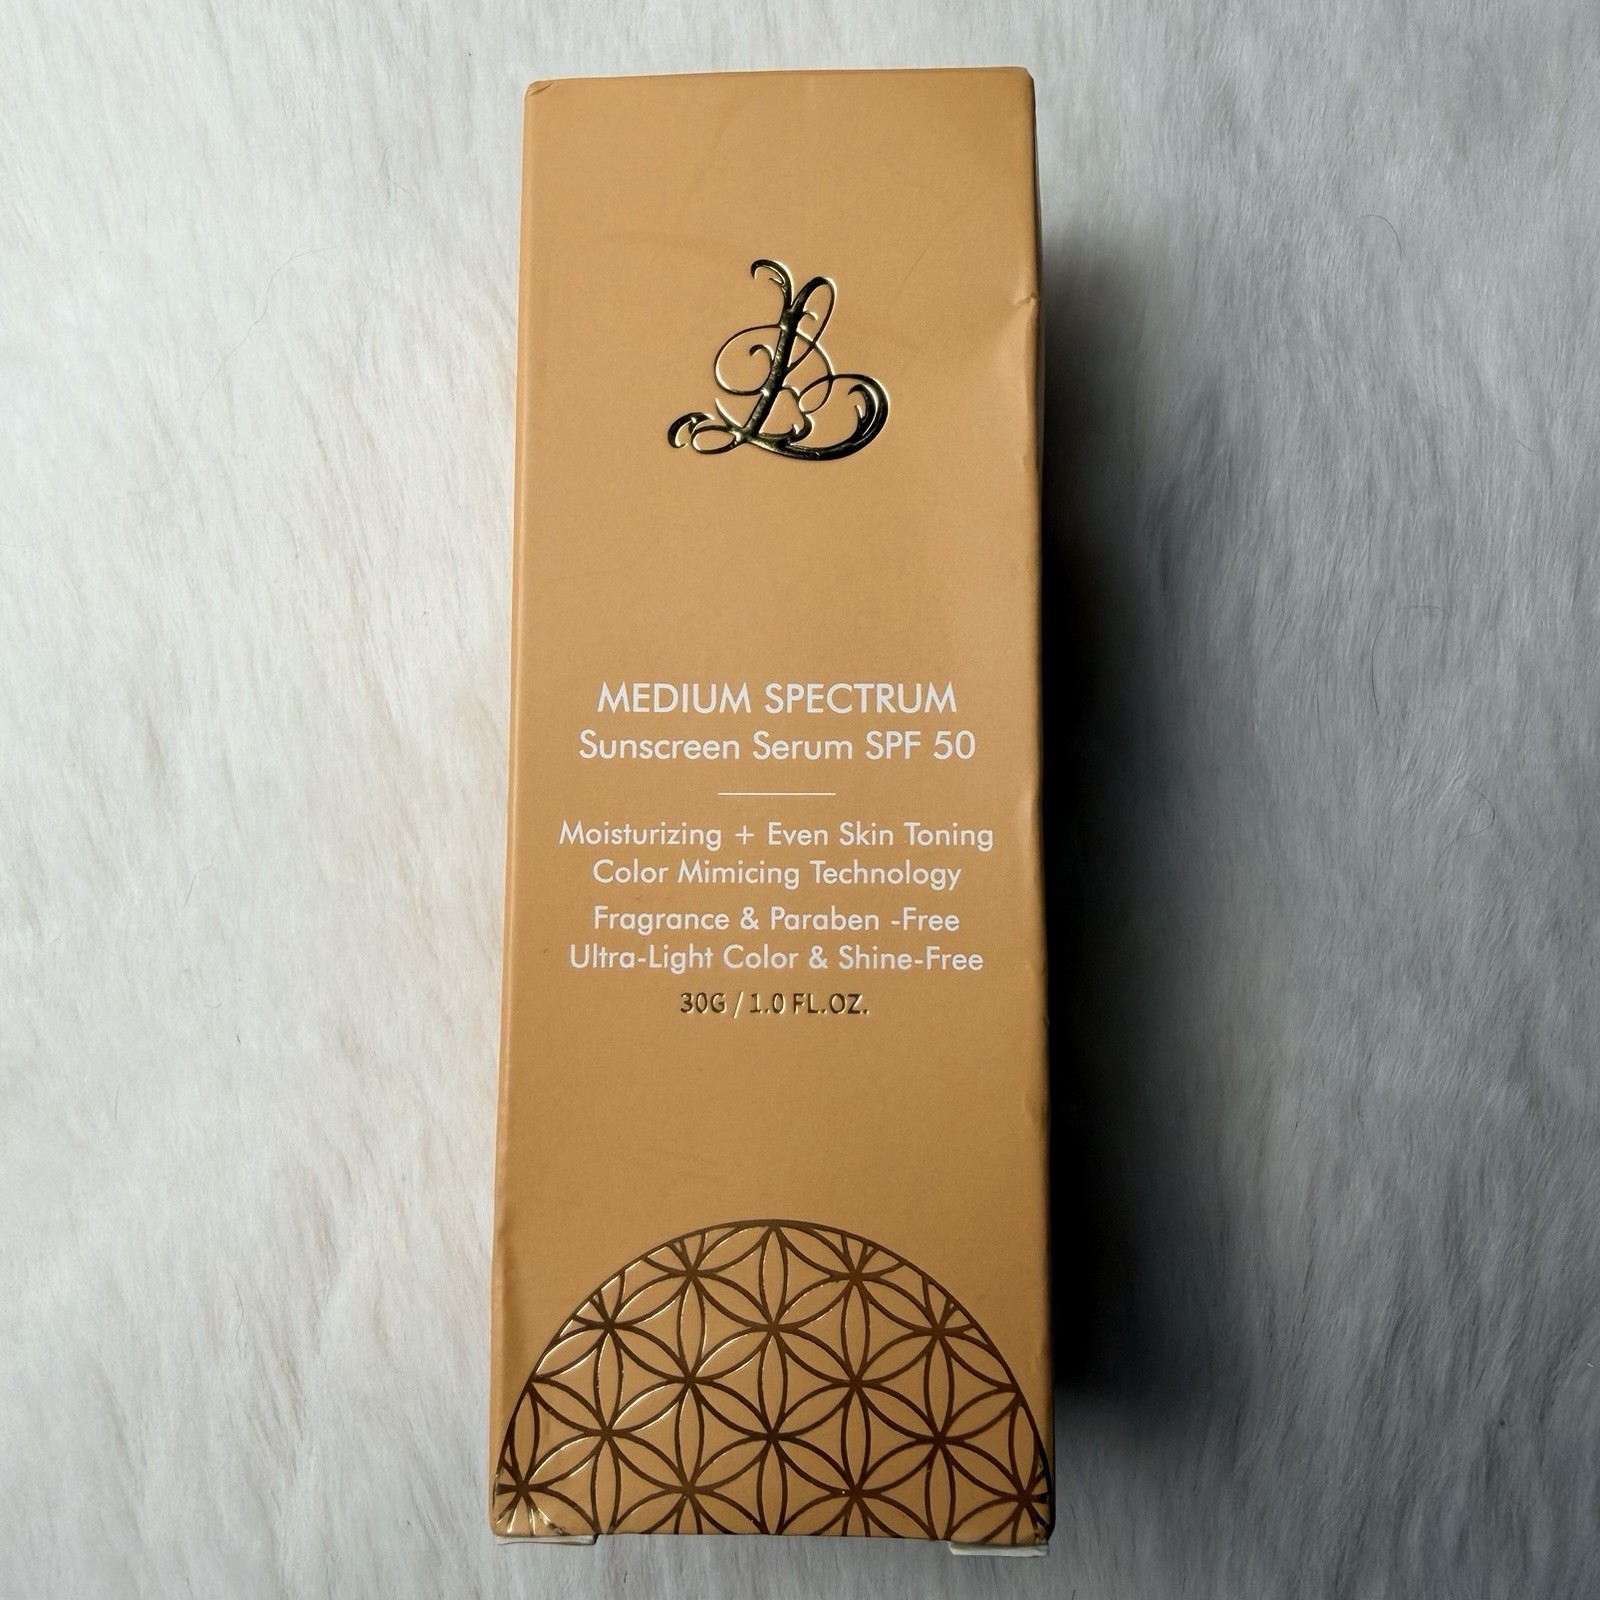 L
MEDIUM SPECTRUM
Sunscreen Serum SPF 50
Moisturizing + Even Skin Toning
Color Mimicing Technology
Fragrance & Paraben -Free
Ultra-Light Color & Shine-Free
30G / 1.0 FL.OZ.